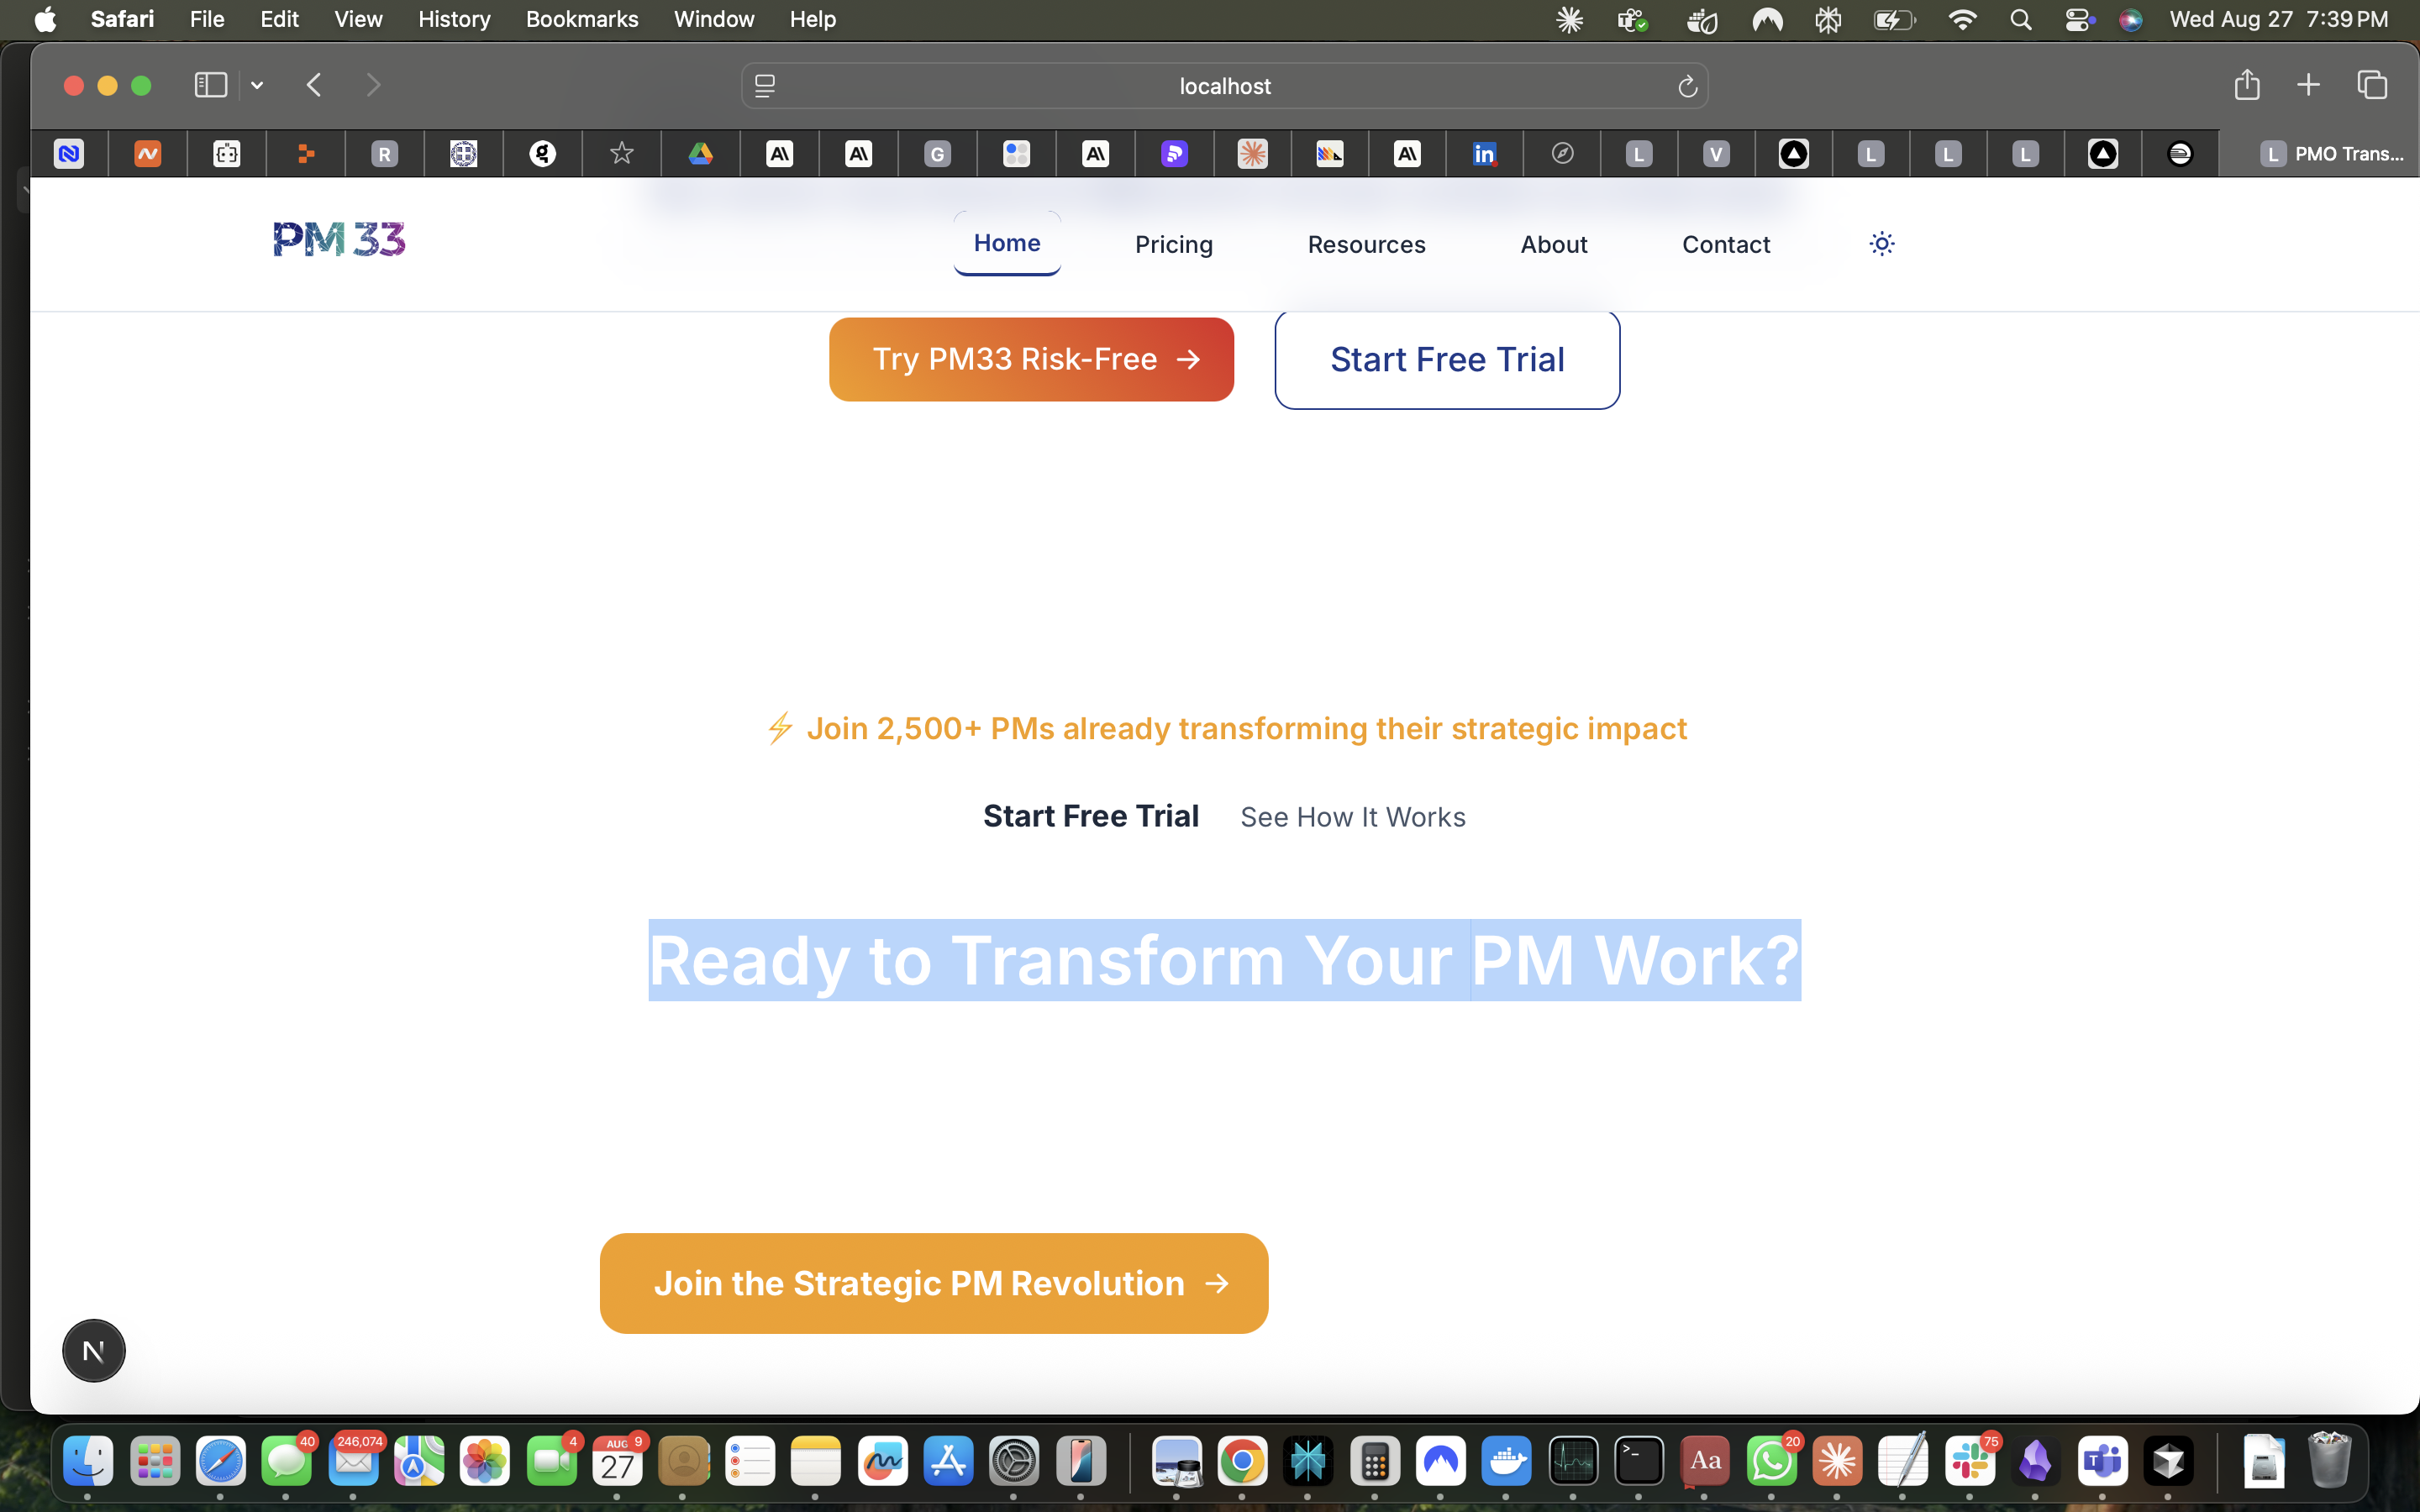 Safari File Edit View History Bookmarks Window Help Wed Aug 27 7:39 PM
localhost
R G L V L L L L PMO Trans...
PM33 Home Pricing Resources About Contact
Try PM33 Risk-Free → Start Free Trial
⚡ Join 2,500+ PMs already transforming their strategic impact
Start Free Trial See How It Works
Ready to Transform Your PM Work?
Join the Strategic PM Revolution →
N
40 246,074 4 AUG 9 20 75
27 Aa T